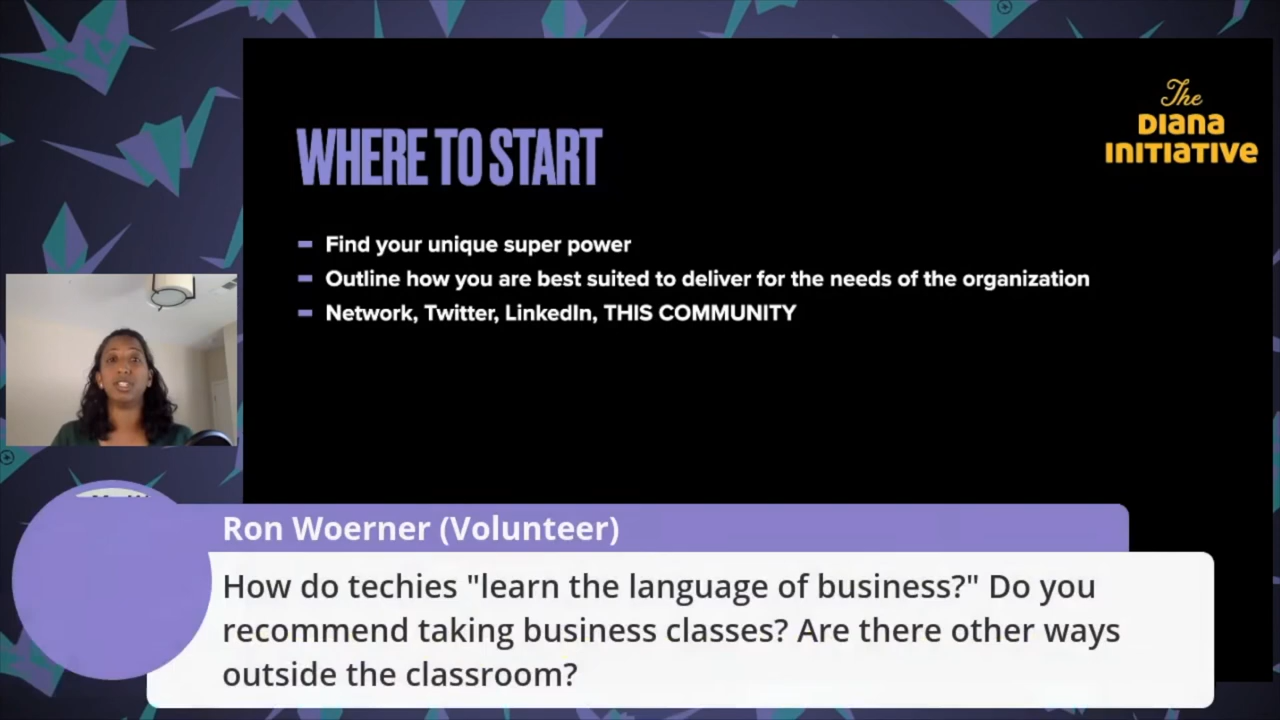 The
DIANA
INITIATIVE
WHERE TO START
Find your unique super power
Outline how you are best suited to deliver for the needs of the organization
Network, Twitter, LinkedIn, THIS COMMUNITY
Ron Woerner (Volunteer)
How do techies "learn the language of business?" Do you
recommend taking business classes? Are there other ways
outside the classroom?